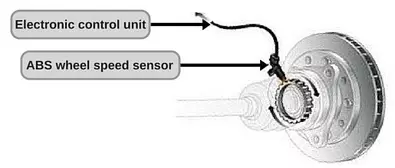 Electronic control unit
ABS wheel speed sensor